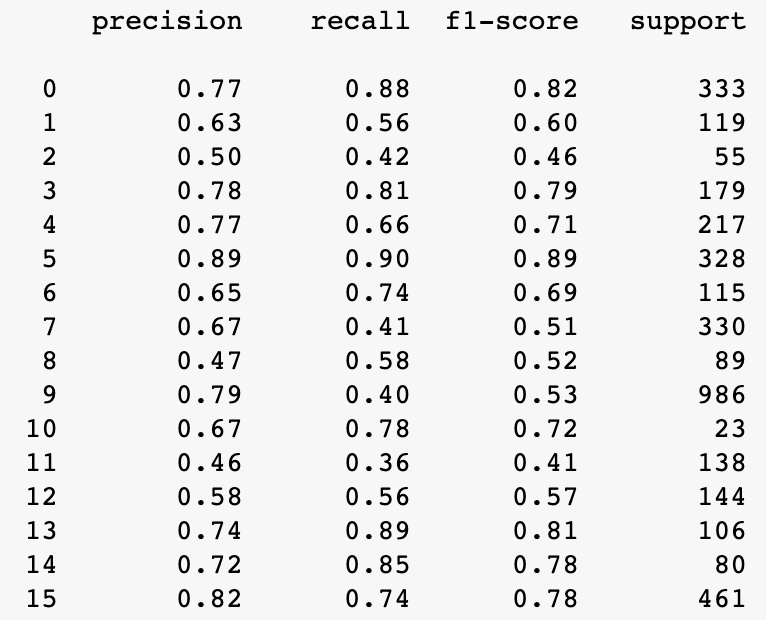 precision recall f1-score support
0 0.77 0.88 0.82 333
1 0.63 0.56 0.60 119
2 0.50 0.42 0.46 55
3 0.78 0.81 0.79 179
4 0.77 0.66 0.71 217
5 0.89 0.90 0.89 328
6 0.65 0.74 0.69 115
7 0.67 0.41 0.51 330
8 0.47 0.58 0.52 89
9 0.79 0.40 0.53 986
10 0.67 0.78 0.72 23
11 0.46 0.36 0.41 138
12 0.58 0.56 0.57 144
13 0.74 0.89 0.81 106
14 0.72 0.85 0.78 80
15 0.82 0.74 0.78 461